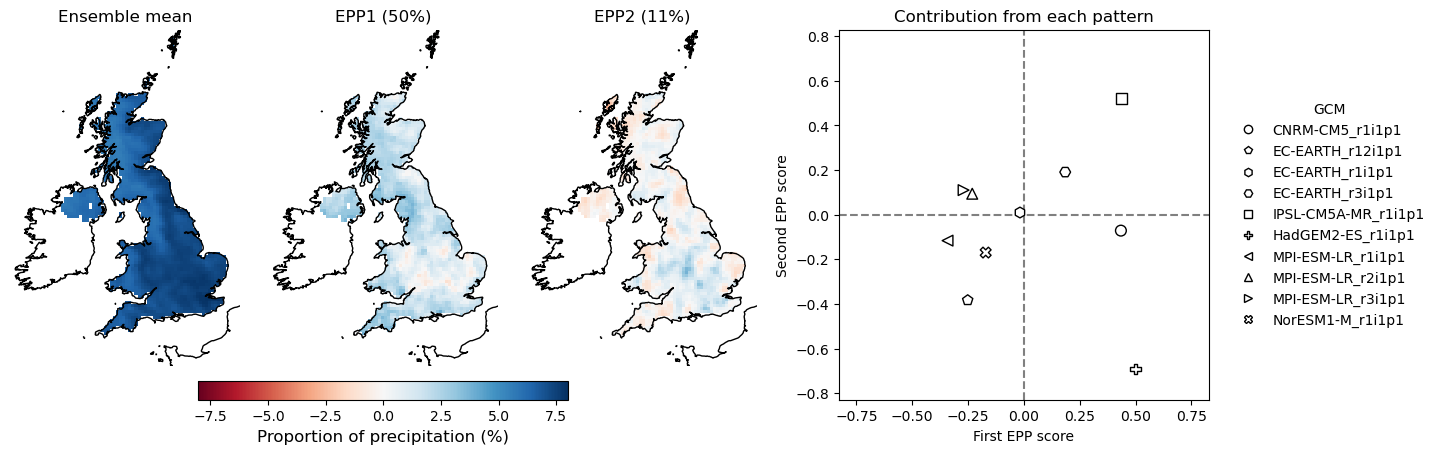 Ensemble mean
EPP1 (50%)
EPP2 (11%)
−7.5
−5.0
−2.5
0.0
2.5
5.0
7.5
Proportion of precipitation (%)
Contribution from each pattern
Second EPP score
0.8
0.6
0.4
0.2
0.0
−0.2
−0.4
−0.6
−0.8
−0.75
−0.50
−0.25
0.00
0.25
0.50
0.75
First EPP score
GCM
CNRM-CM5_r1i1p1
EC-EARTH_r12i1p1
EC-EARTH_r1i1p1
EC-EARTH_r3i1p1
IPSL-CM5A-MR_r1i1p1
HadGEM2-ES_r1i1p1
MPI-ESM-LR_r1i1p1
MPI-ESM-LR_r2i1p1
MPI-ESM-LR_r3i1p1
NorESM1-M_r1i1p1